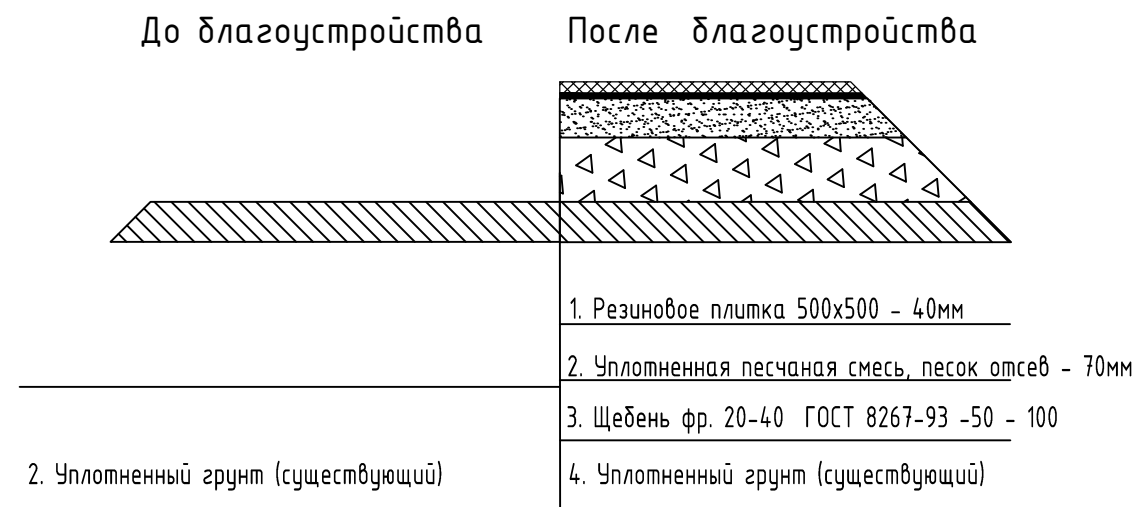 До благоустройства
После благоустройства
1. Резиновое плитка 500х500 - 40мм
2. Уплотненная песчаная смесь, песок отсев - 70мм
3. Щебень фр. 20-40 ГОСТ 8267-93 -50 - 100
2. Уплотненный грунт (существующий)
4. Уплотненный грунт (существующий)